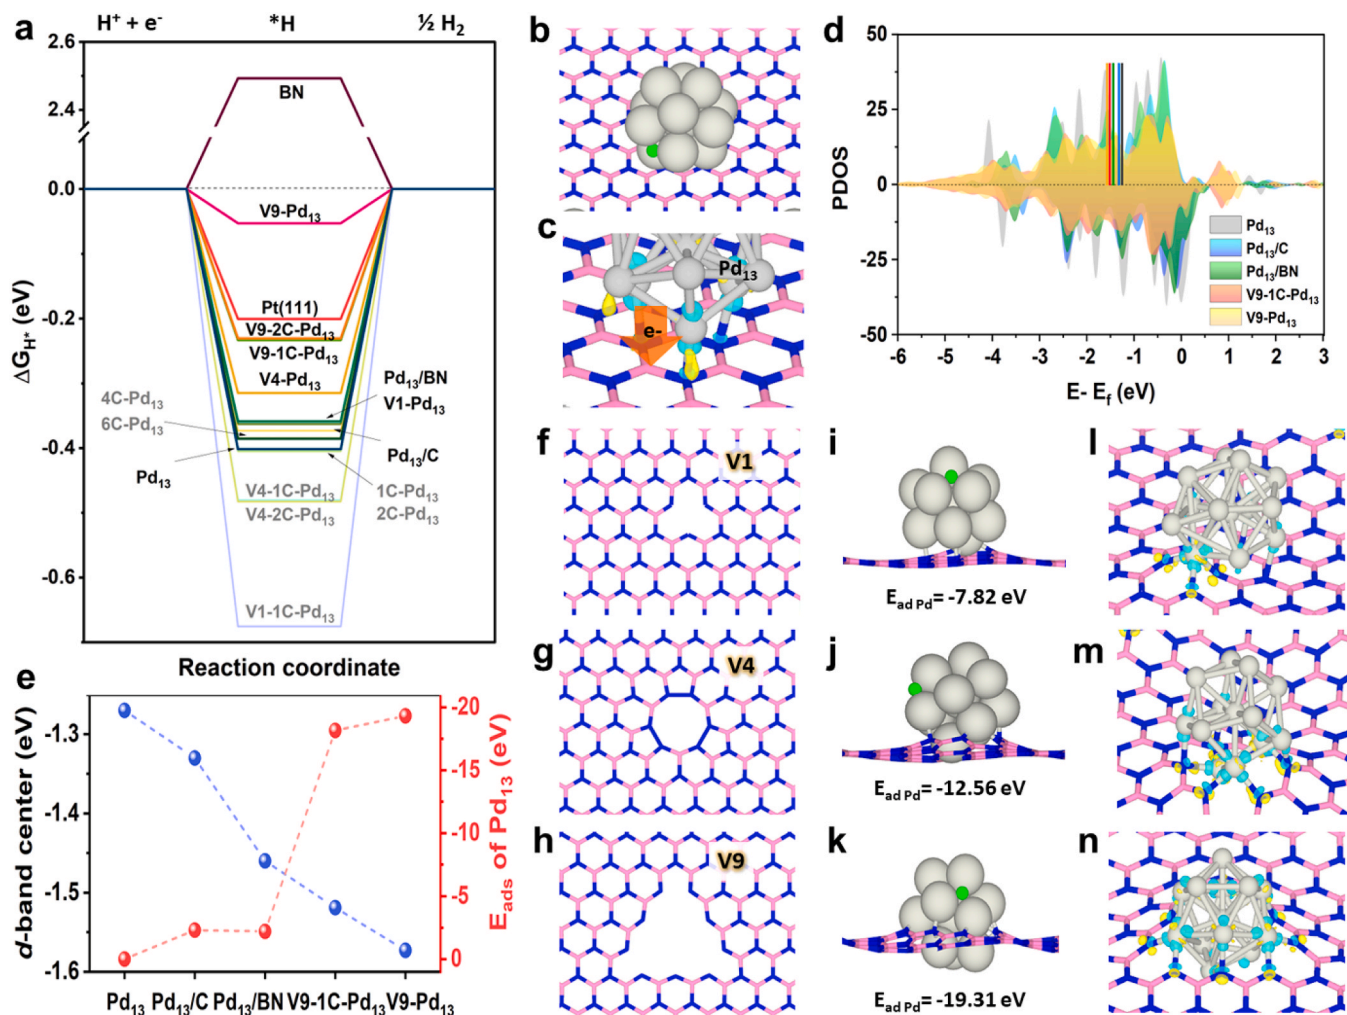 a
H⁺ + e⁻
*H
½ H₂
2.6
2.4
0.0
-0.2
-0.4
-0.6
ΔG_H* (eV)
BN
V9-Pd₁₃
Pt(111)
V9-2C-Pd₁₃
V9-1C-Pd₁₃
V4-Pd₁₃
4C-Pd₁₃
6C-Pd₁₃
Pd₁₃
Pd₁₃/BN
V1-Pd₁₃
Pd₁₃/C
V4-1C-Pd₁₃
V4-2C-Pd₁₃
1C-Pd₁₃
2C-Pd₁₃
V1-1C-Pd₁₃
Reaction coordinate
b
c
Pd₁₃
e-
d
50
25
0
-25
-50
PDOS
Pd₁₃
Pd₁₃/C
Pd₁₃/BN
V9-1C-Pd₁₃
V9-Pd₁₃
-6 -5 -4 -3 -2 -1 0 1 2 3
E- E_f (eV)
e
d-band center (eV)
-1.3
-1.4
-1.5
-1.6
-20
-15
-10
-5
0
E_ads of Pd₁₃ (eV)
Pd₁₃ Pd₁₃/C Pd₁₃/BN V9-1C-Pd₁₃ V9-Pd₁₃
f
V1
g
V4
h
V9
i
E_ad Pd= -7.82 eV
j
E_ad Pd= -12.56 eV
k
E_ad Pd= -19.31 eV
l
m
n